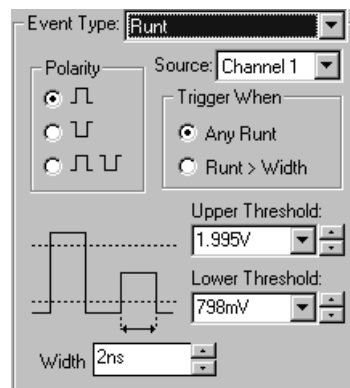 Event Type: Runt
Polarity
Source: Channel 1
Trigger When
Any Runt
Runt > Width
Upper Threshold:
1.995V
Lower Threshold:
798mV
Width 2ns